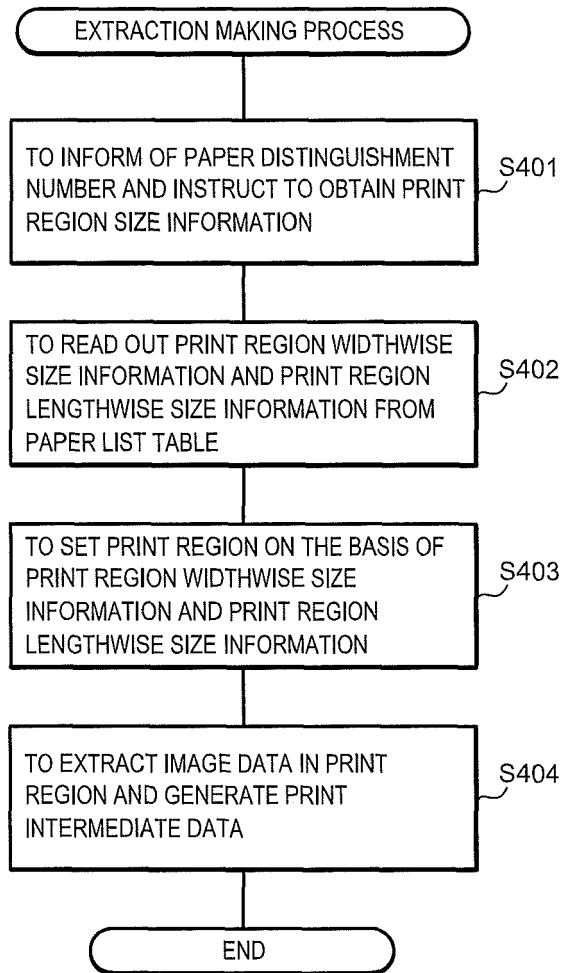 EXTRACTION MAKING PROCESS
TO INFORM OF PAPER DISTINGUISHMENT
NUMBER AND INSTRUCT TO OBTAIN PRINT
REGION SIZE INFORMATION
S401
TO READ OUT PRINT REGION WIDTHWISE
SIZE INFORMATION AND PRINT REGION
LENGTHWISE SIZE INFORMATION FROM
PAPER LIST TABLE
S402
TO SET PRINT REGION ON THE BASIS OF
PRINT REGION WIDTHWISE SIZE
INFORMATION AND PRINT REGION
LENGTHWISE SIZE INFORMATION
S403
TO EXTRACT IMAGE DATA IN PRINT
REGION AND GENERATE PRINT
INTERMEDIATE DATA
S404
END